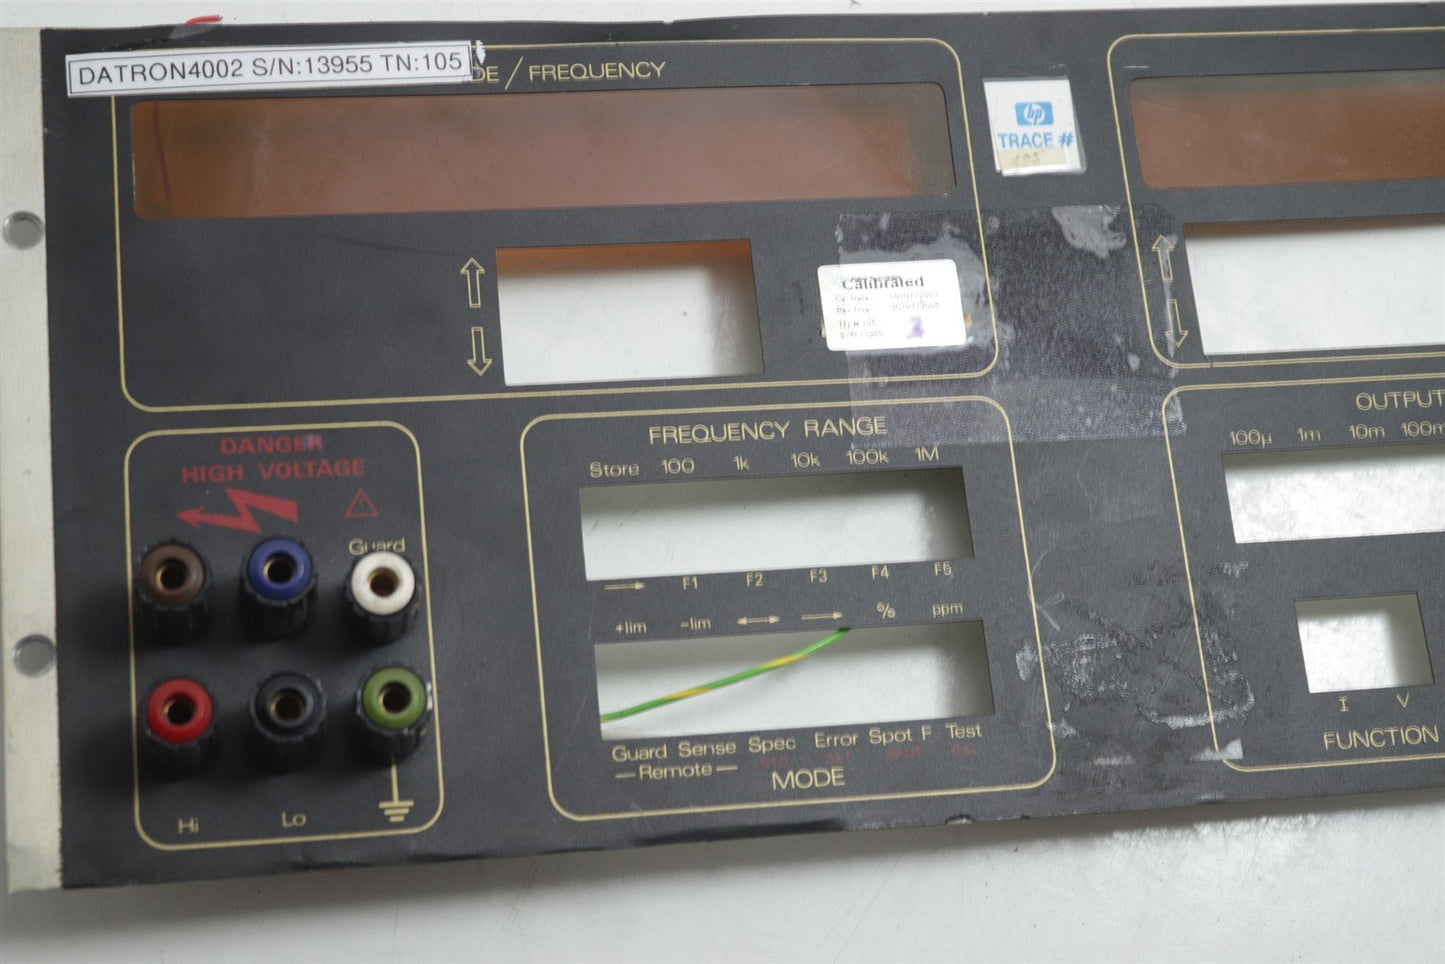 DATRON4002 S/N:13955 TN:105
DE / FREQUENCY
hp
TRACE #
Calibrated
DANGER
HIGH VOLTAGE
Guard
Hi
Lo
FREQUENCY RANGE
Store 100 1k 10k 100k 1M
F1 F2 F3 F4 F5
+lim -lim % ppm
Guard Sense Spec Error Spot F Test
— Remote —
SPOT
MODE
OUTPUT
100µ 1m 10m 100m
I V
FUNCTION